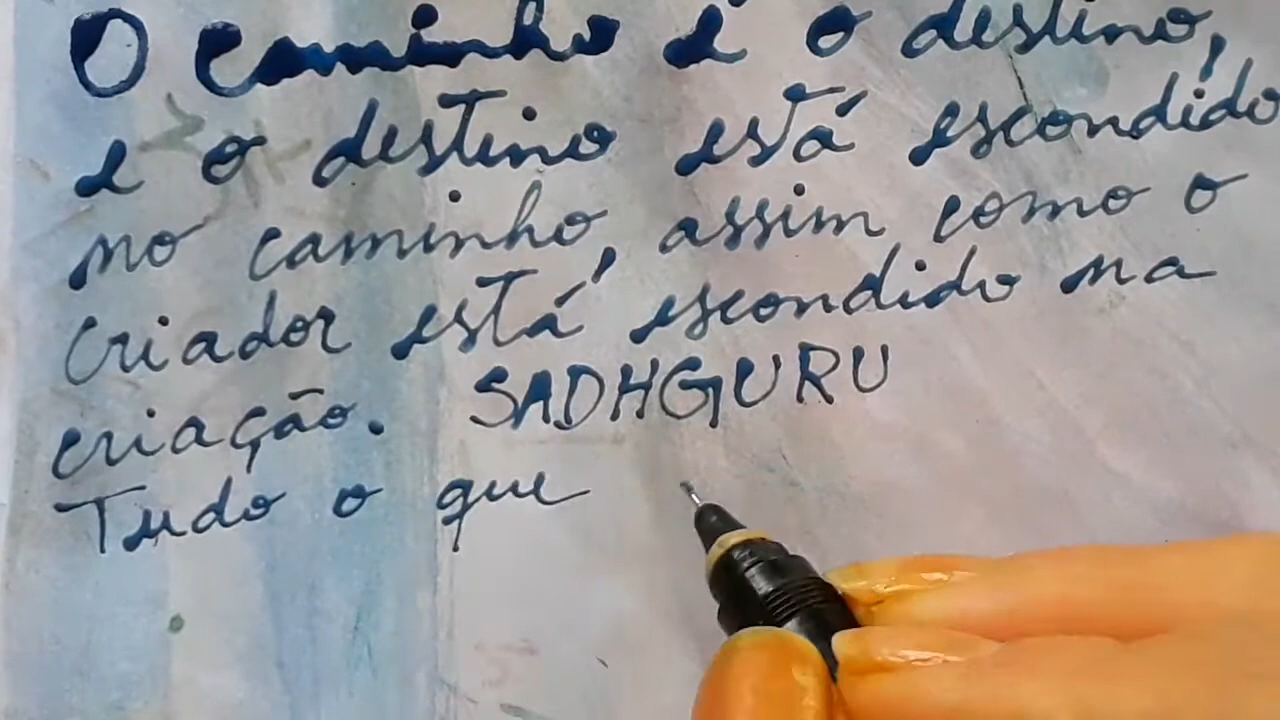 O caminho é o destino,
e o destino está escondido
no caminho, assim como o
criador está escondido na
criação. SADHGURU
Tudo o que